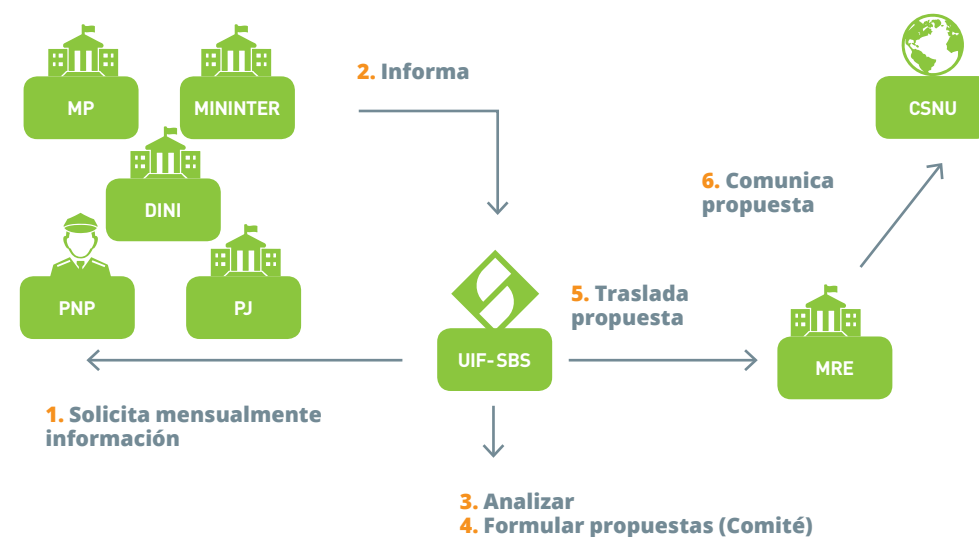 MP
MININTER
DINI
PNP
PJ
2. Informa
CSNU
6. Comunica
propuesta
5. Traslada
propuesta
UIF-SBS
MRE
1. Solicita mensualmente
información
3. Analizar
4. Formular propuestas (Comité)